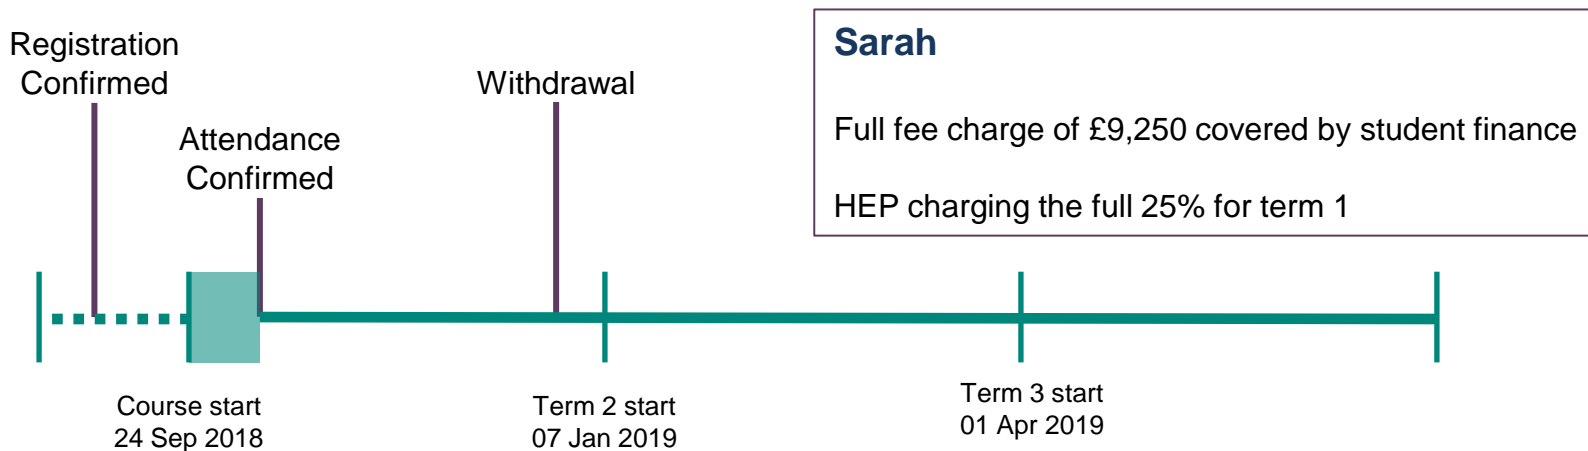 Registration
Confirmed
Attendance
Confirmed
Withdrawal
Sarah
Full fee charge of £9,250 covered by student finance
HEP charging the full 25% for term 1
Course start
24 Sep 2018
Term 2 start
07 Jan 2019
Term 3 start
01 Apr 2019